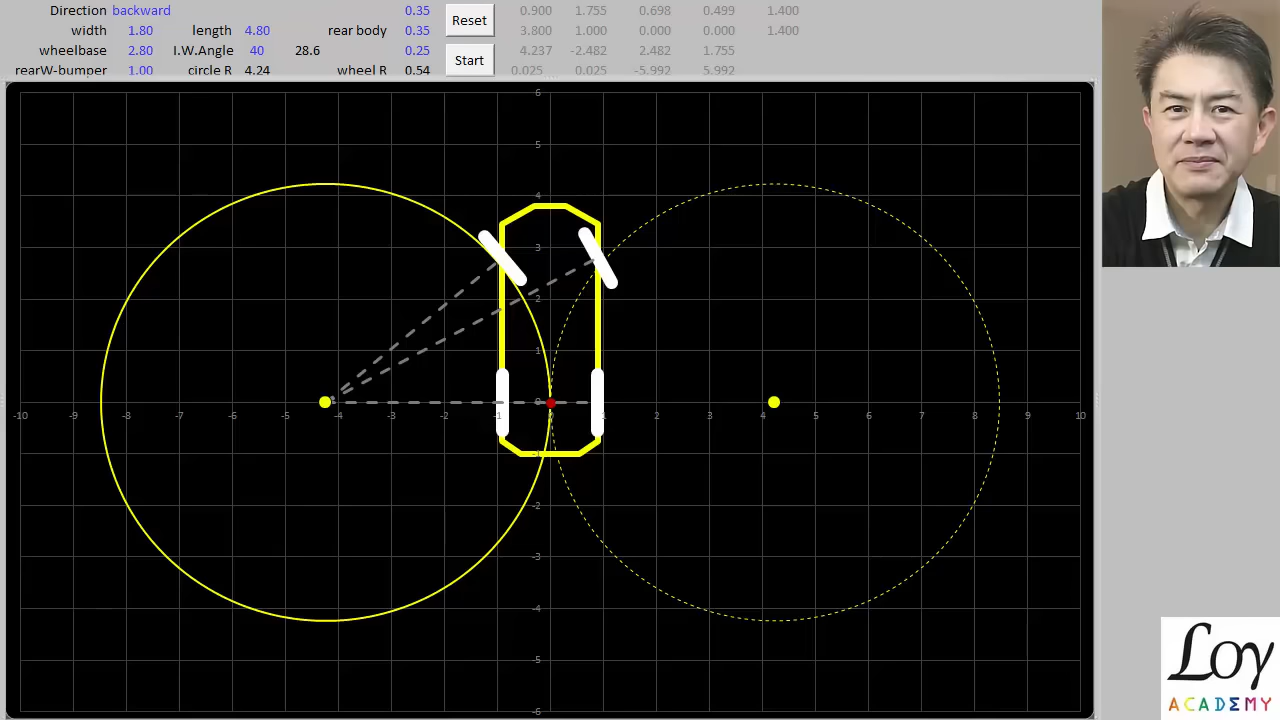 Direction backward 0.35 Reset 0.900 1.755 0.698 0.499 1.400
width 1.80 length 4.80 rear body 0.35 3.800 1.000 0.000 0.000 1.400
wheelbase 2.80 I.W.Angle 40 28.6 0.25 Start 4.237 -2.482 2.482 1.755
rearW-bumper 1.00 circle R 4.24 wheel R 0.54 0.025 0.025 -5.992 5.992
6
5
4
3
2
1
0
-10 -9 -8 -7 -6 -5 -4 -3 -2 -1 1 2 3 4 5 6 7 8 9 10
-1
-2
-3
-4
-5
-6
Loy
ACADEMY